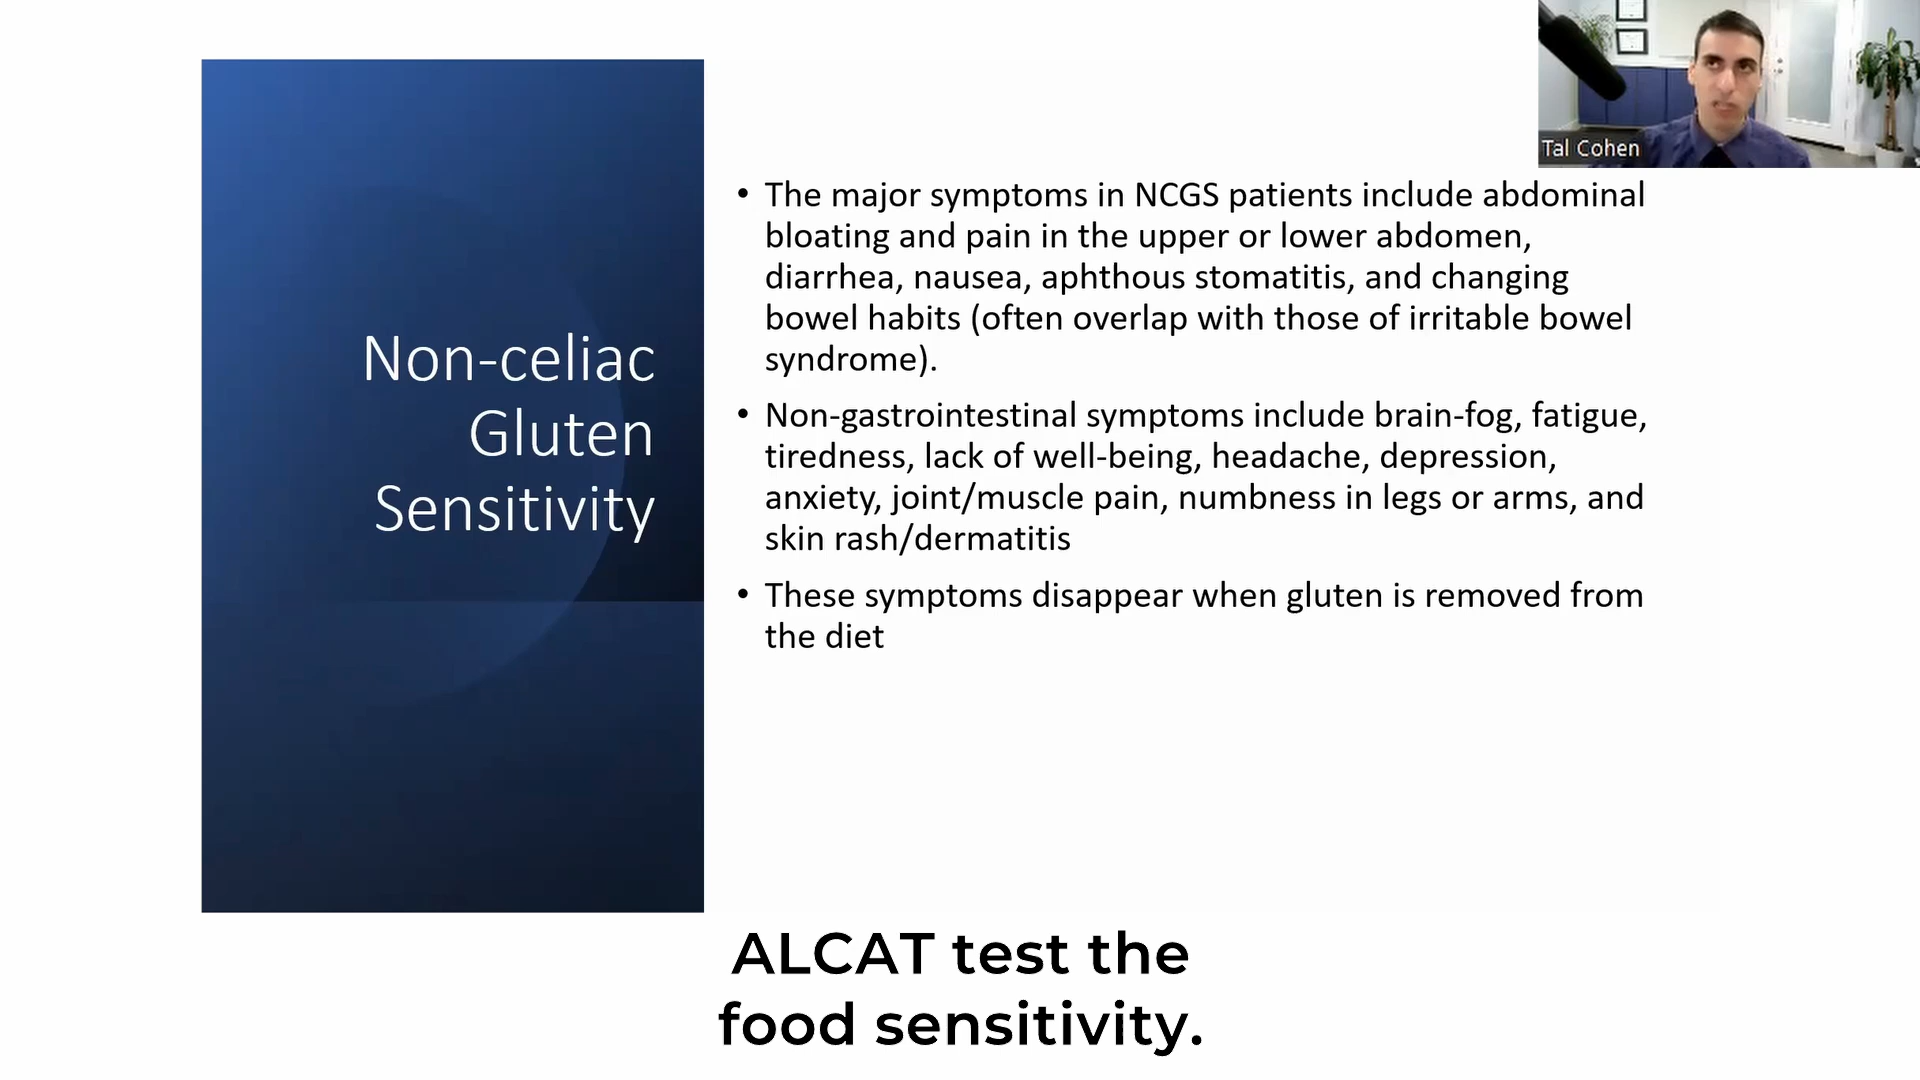 Tal Cohen
Non-celiac
Gluten
Sensitivity
• The major symptoms in NCGS patients include abdominal
bloating and pain in the upper or lower abdomen,
diarrhea, nausea, aphthous stomatitis, and changing
bowel habits (often overlap with those of irritable bowel
syndrome).
• Non-gastrointestinal symptoms include brain-fog, fatigue,
tiredness, lack of well-being, headache, depression,
anxiety, joint/muscle pain, numbness in legs or arms, and
skin rash/dermatitis
• These symptoms disappear when gluten is removed from
the diet
ALCAT test the
food sensitivity.